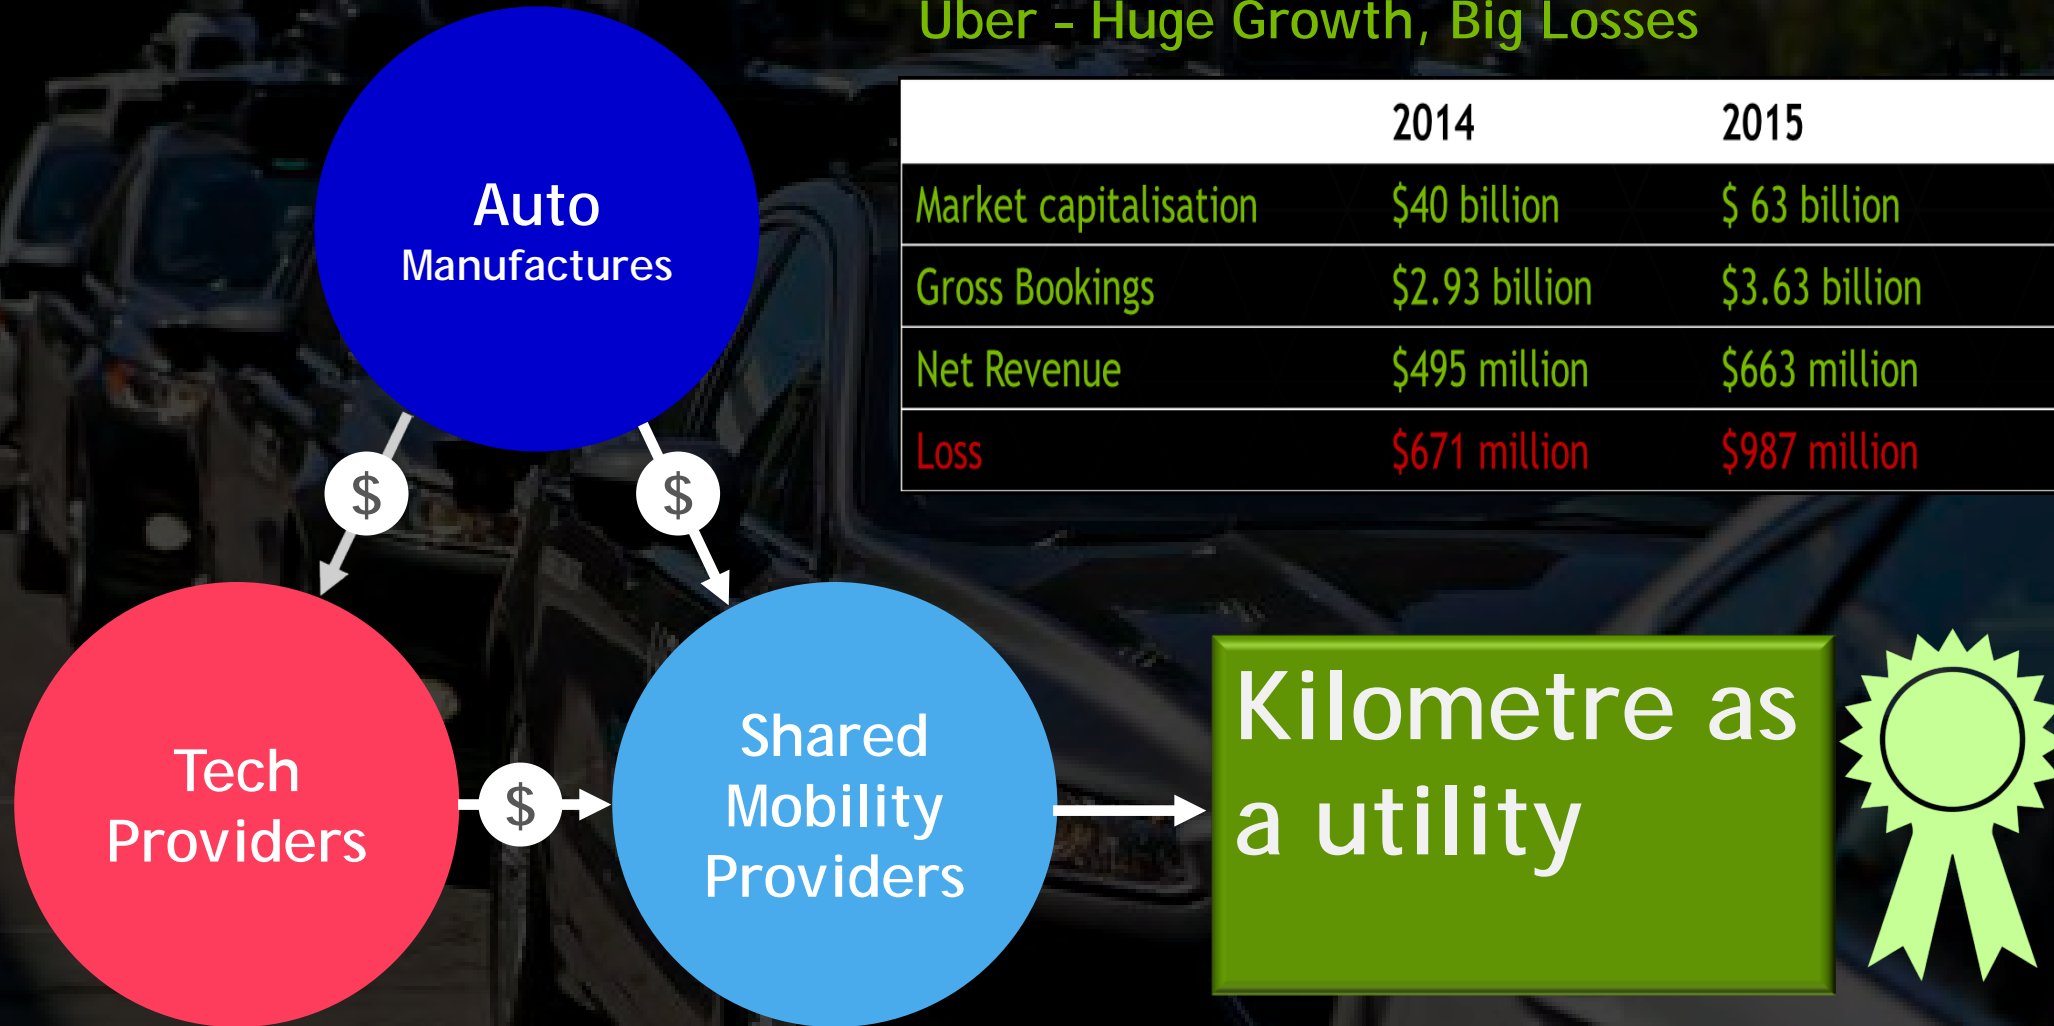 Uber – Huge Growth, Big Losses
2014 2015
Market capitalisation $40 billion $ 63 billion
Gross Bookings $2.93 billion $3.63 billion
Net Revenue $495 million $663 million
Loss $671 million $987 million
Auto
Manufactures
$ $
Tech
Providers
$
Shared
Mobility
Providers
Kilometre as
a utility